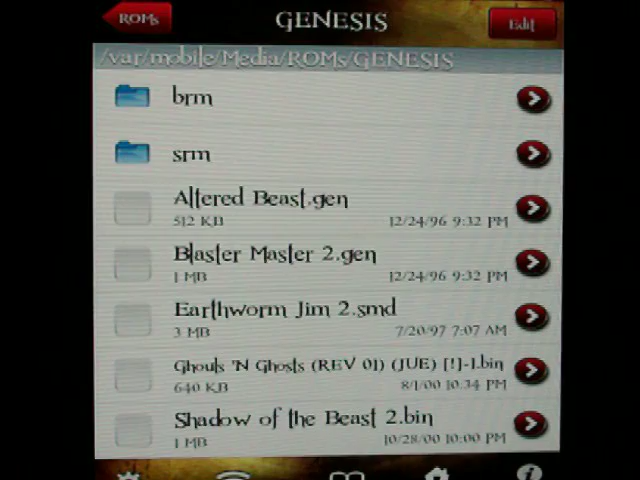 ROMs
GENESIS
Edit
/var/mobile/Media/ROMs/GENESIS
brm
srm
Altered Beast.gen
512 KB 12/24/96 9:32 PM
Blaster Master 2.gen
1 MB 12/24/96 9:32 PM
Earthworm Jim 2.smd
3 MB 7/20/97 7:07 AM
Ghouls 'N Ghosts (REV 01) (JUE) [!]-1.bin
640 KB 8/1/00 10:34 PM
Shadow of the Beast 2.bin
1 MB 10/28/00 10:00 PM